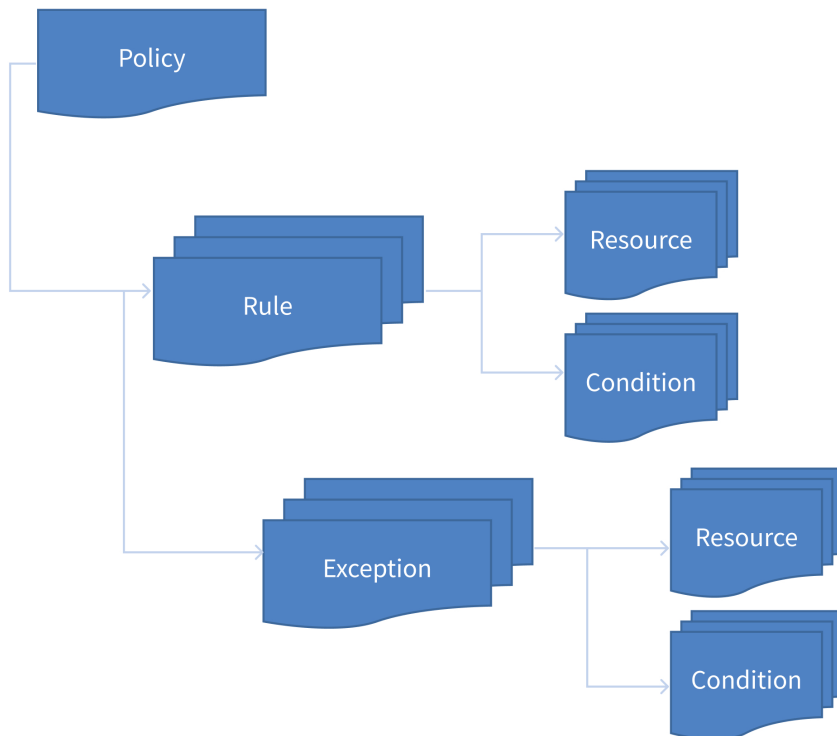 Policy
Rule
Resource
Condition
Exception
Resource
Condition